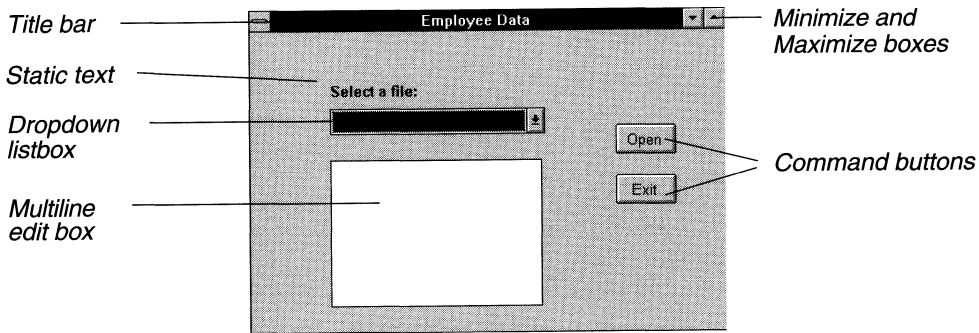 Title bar
Employee Data
Minimize and
Maximize boxes
Static text
Select a file:
Dropdown
listbox
Open
Command buttons
Exit
Multiline
edit box